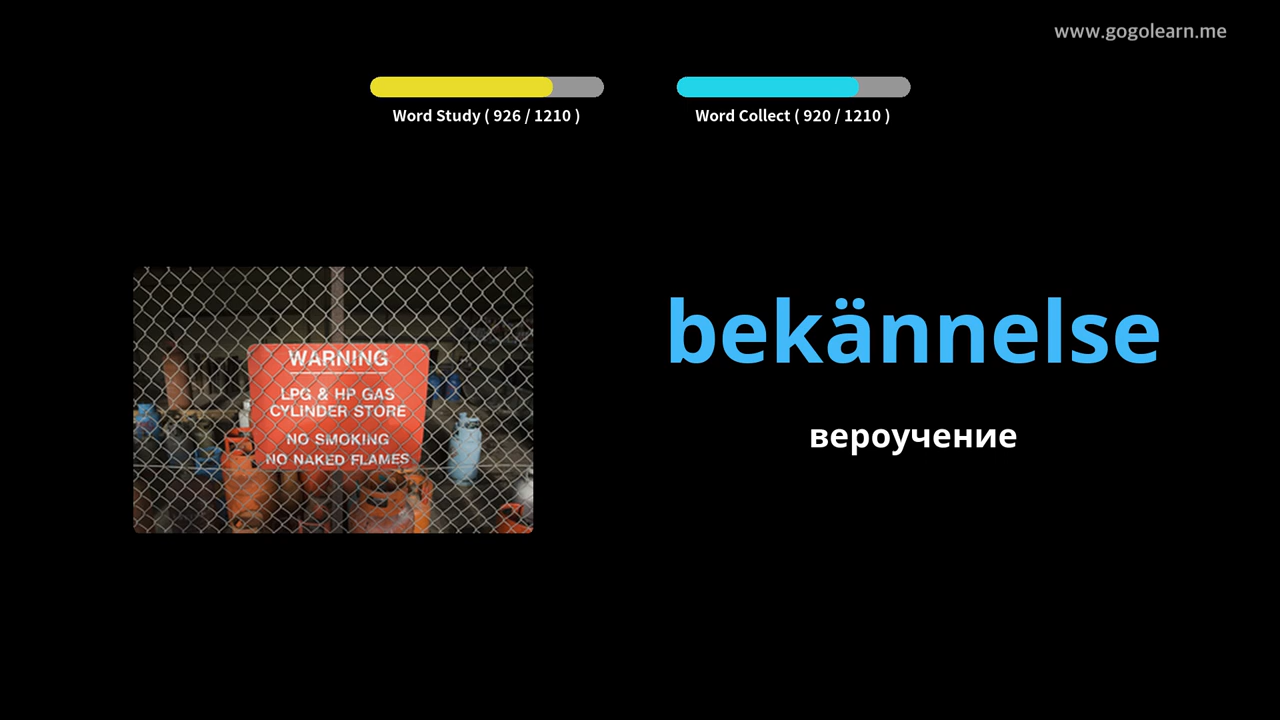 www.gogolearn.me
Word Study ( 926 / 1210 )
Word Collect ( 920 / 1210 )
WARNING
LPG & HP GAS
CYLINDER STORE
NO SMOKING
NO NAKED FLAMES
bekännelse
вероучение